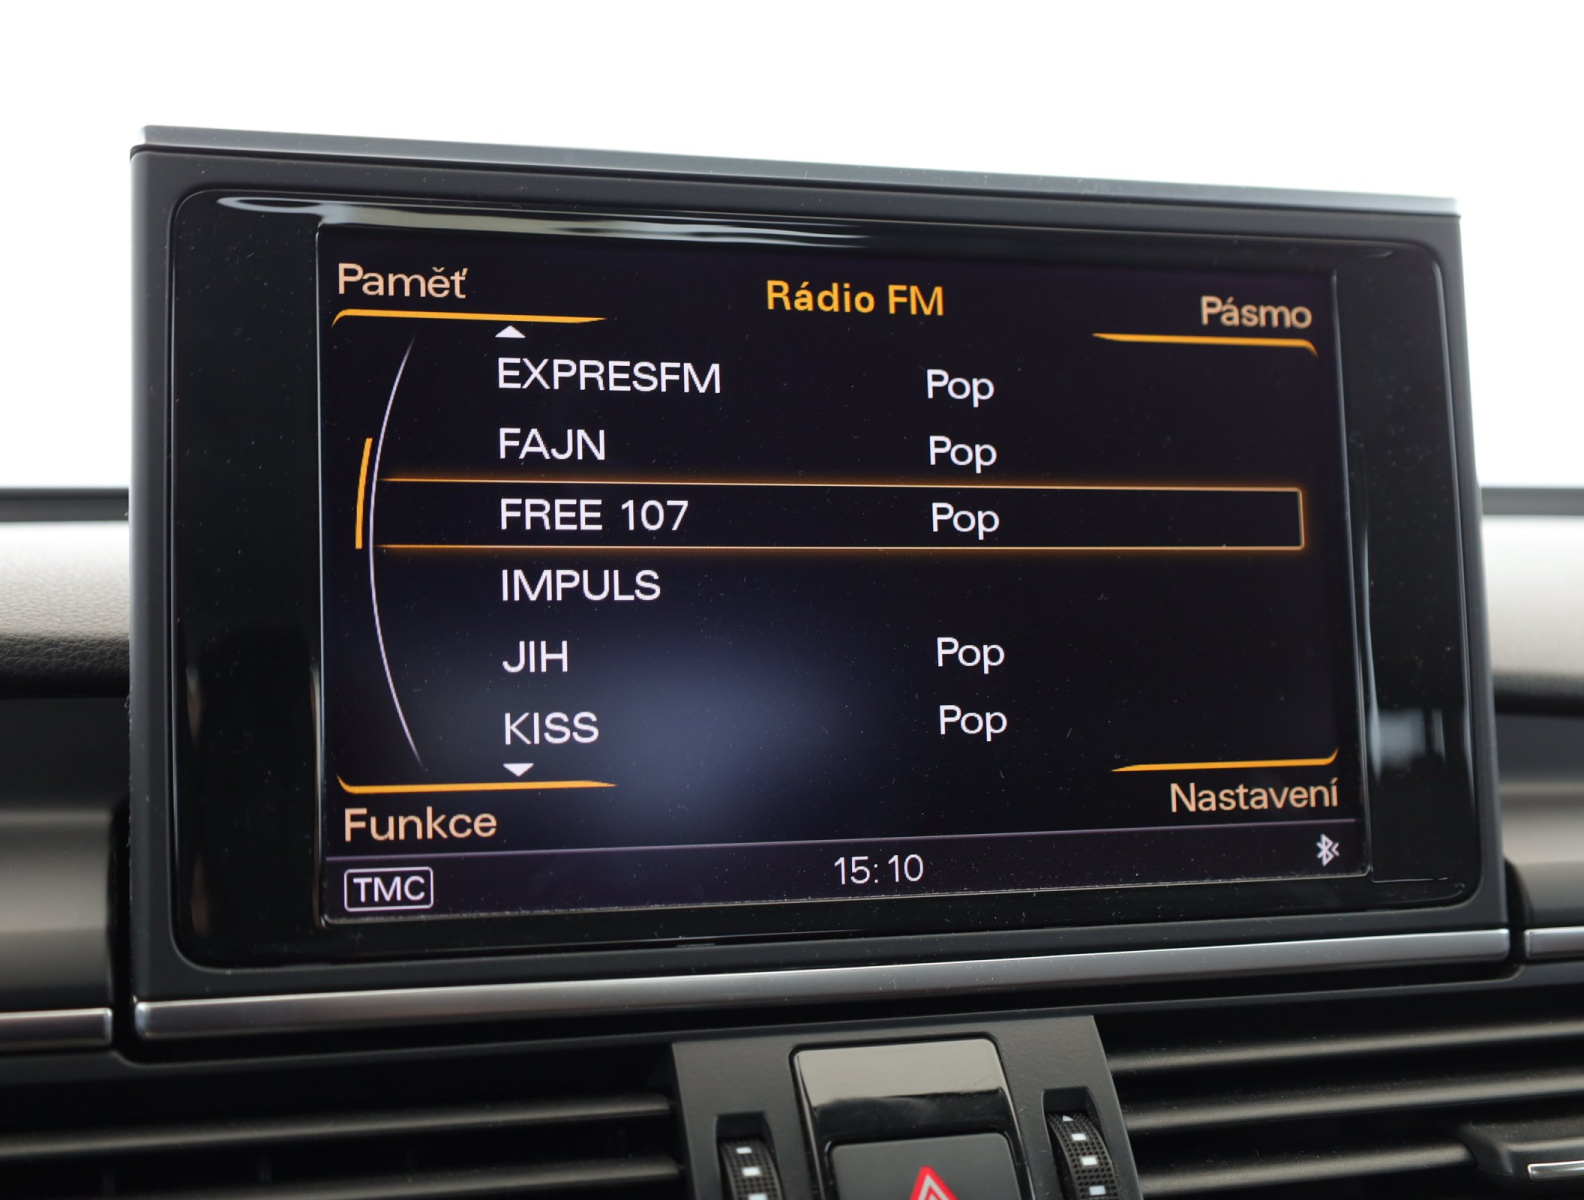 Paměť
Rádio FM
Pásmo
EXPRESFM Pop
FAJN Pop
FREE 107 Pop
IMPULS
JIH Pop
KISS Pop
Funkce
Nastavení
TMC
15:10